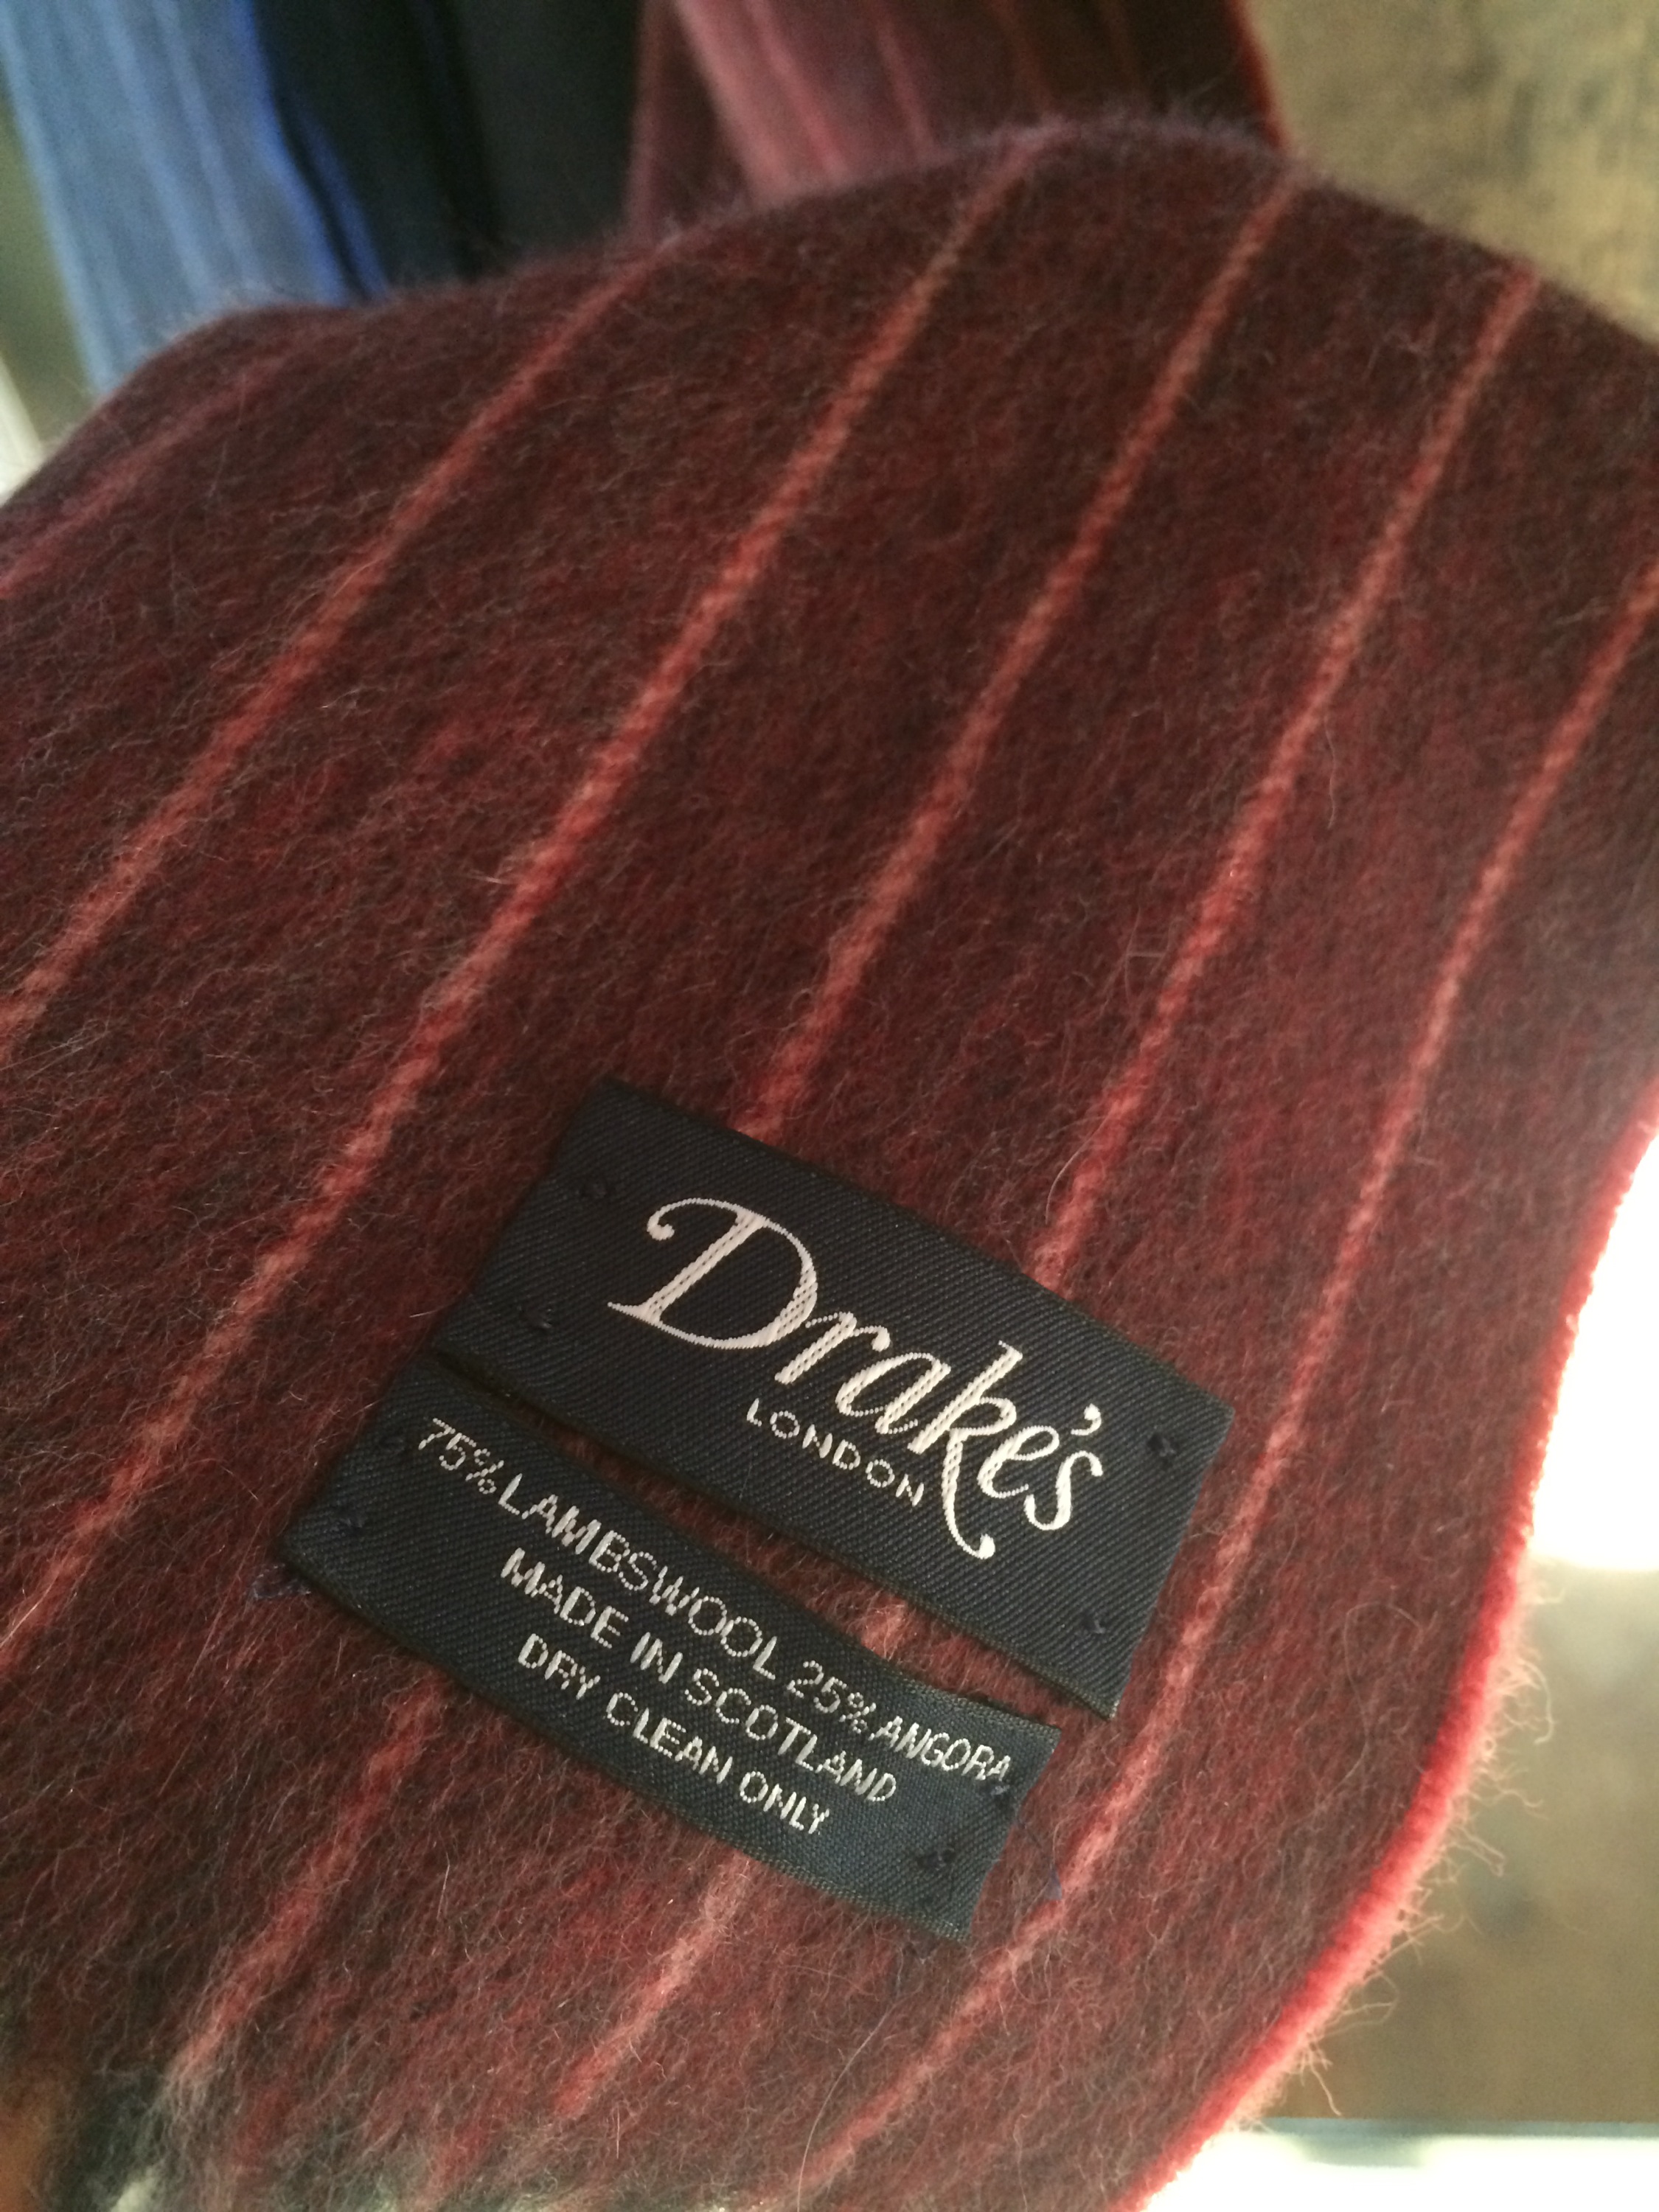 Drake's
LONDON
75% LAMBSWOOL 25% ANGORA
MADE IN SCOTLAND
DRY CLEAN ONLY